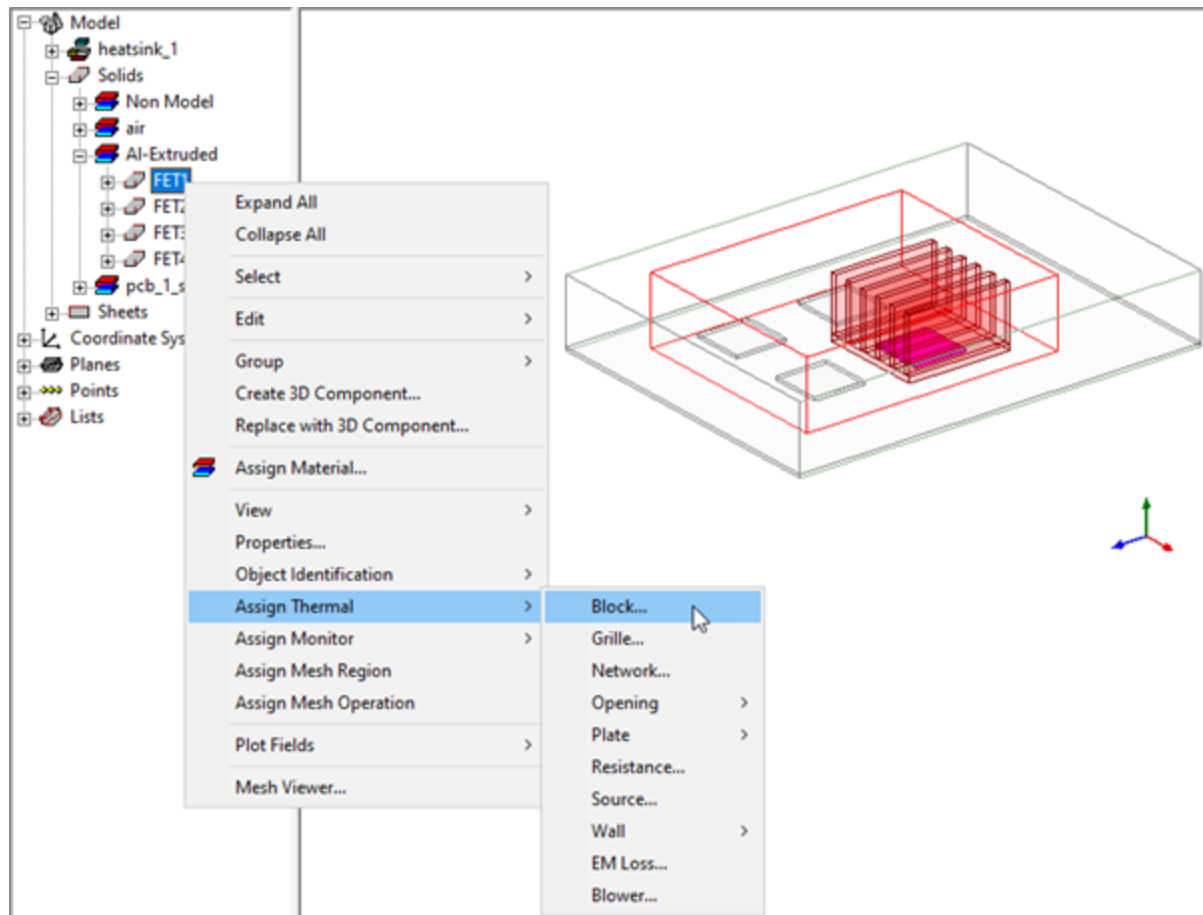 Model
heatsink_1
Solids
Non Model
air
Al-Extruded
FET1
FET2
FET3
FET4
pcb_1_s
Sheets
Coordinate Sys
Planes
Points
Lists
Expand All
Collapse All
Select
Edit
Group
Create 3D Component...
Replace with 3D Component...
Assign Material...
View
Properties...
Object Identification
Assign Thermal
Assign Monitor
Assign Mesh Region
Assign Mesh Operation
Plot Fields
Mesh Viewer...
Block...
Grille...
Network...
Opening
Plate
Resistance...
Source...
Wall
EM Loss...
Blower...